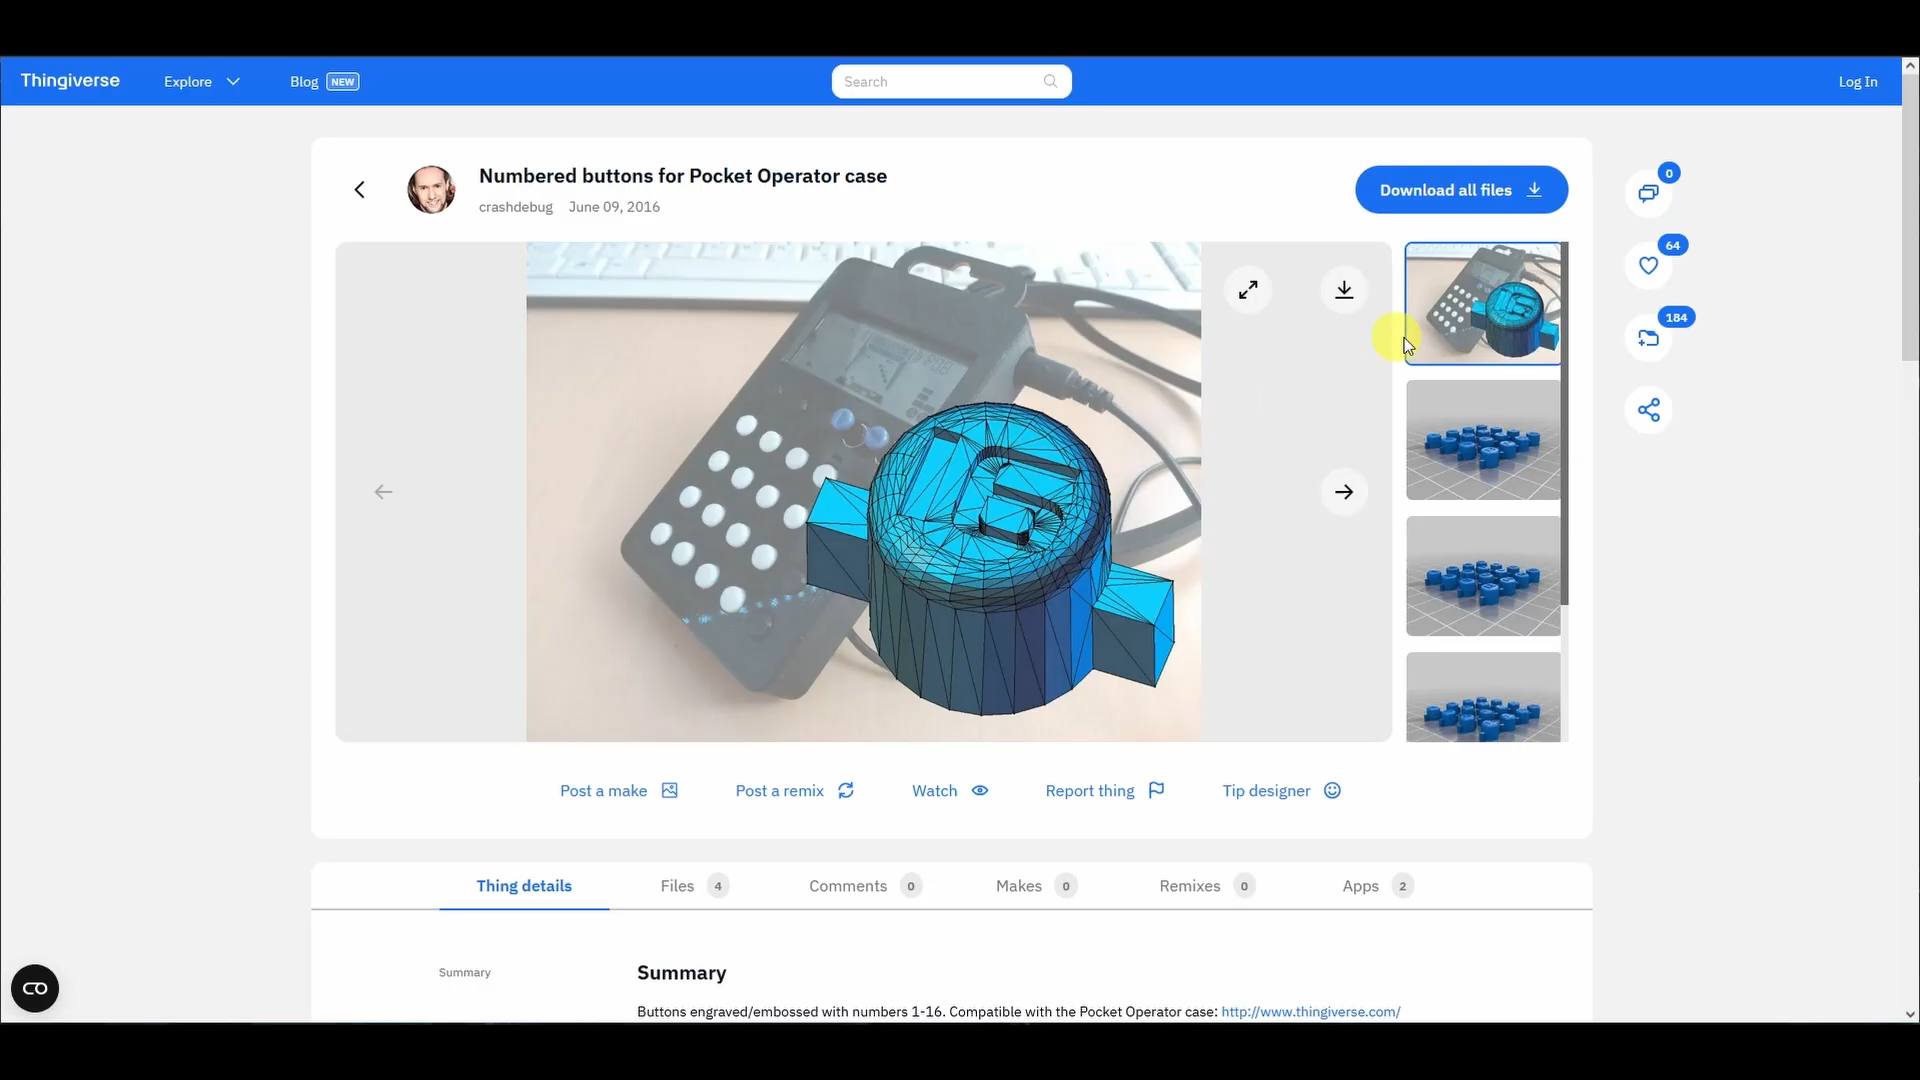 Thingiverse
Explore
Blog NEW
Search
Log In
Numbered buttons for Pocket Operator case
crashdebug June 09, 2016
Download all files
0
64
184
Post a make
Post a remix
Watch
Report thing
Tip designer
Thing details
Files 4
Comments 0
Makes 0
Remixes 0
Apps 2
Summary
Summary
Buttons engraved/embossed with numbers 1-16. Compatible with the Pocket Operator case: http://www.thingiverse.com/